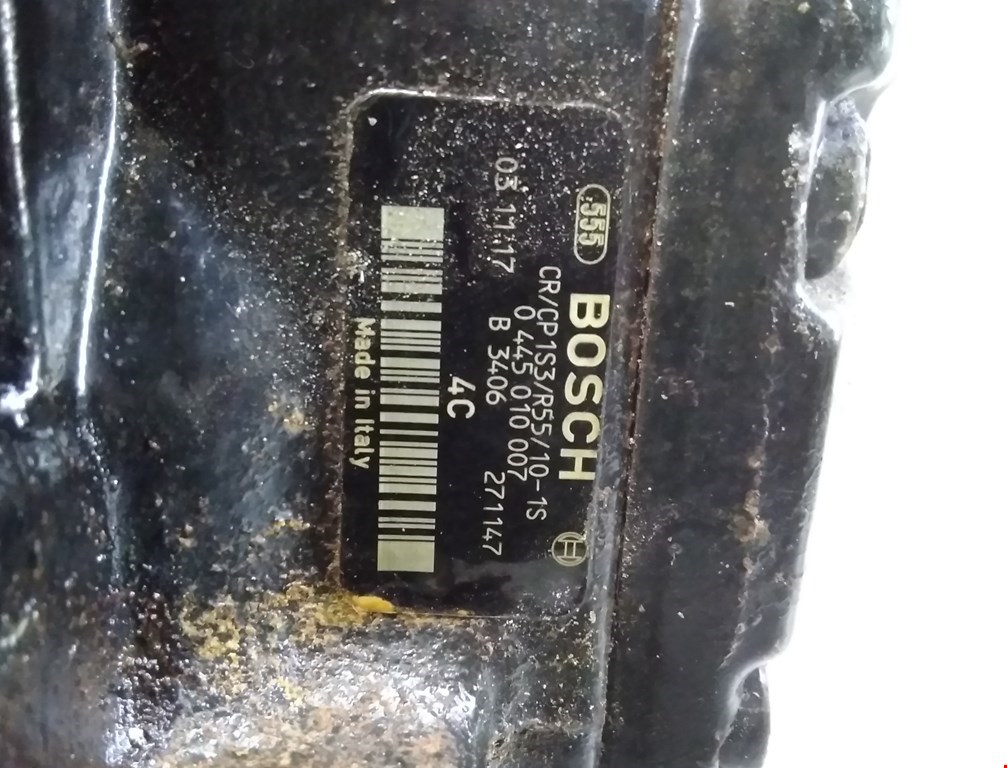 555
BOSCH
CR/CP1S3/R55/10-1S
0 445 010 007
03 11 17 B 3406 271147
4C
Made in Italy